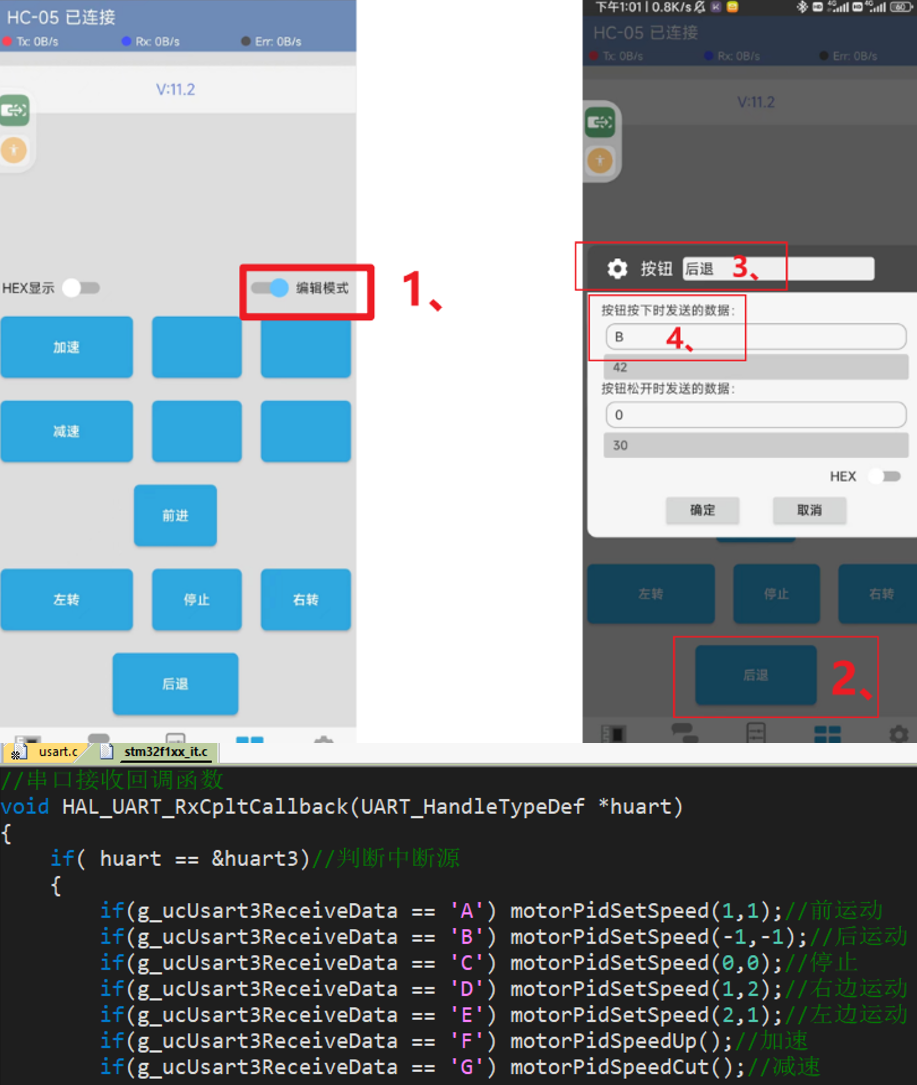 HC-05 已连接
Tx: 0B/s
Rx: 0B/s
Err: 0B/s
V:11.2
HEX显示
编辑模式
1、
加速
减速
前进
左转
停止
右转
后退
下午1:01 | 0.8K/s
60
HC-05 已连接
Tx: 0B/s
Rx: 0B/s
Err: 0B/s
V:11.2
按钮
后退
3、
按钮按下时发送的数据:
B
4、
42
按钮松开时发送的数据:
0
30
HEX
确定
取消
左转
停止
右转
后退
2、
usart.c
stm32f1xx_it.c
//串口接收回调函数
void HAL_UART_RxCpltCallback(UART_HandleTypeDef *huart)
{
if( huart == &huart3)//判断中断源
{
if(g_ucUsart3ReceiveData == 'A') motorPidSetSpeed(1,1);//前运动
if(g_ucUsart3ReceiveData == 'B') motorPidSetSpeed(-1,-1);//后运动
if(g_ucUsart3ReceiveData == 'C') motorPidSetSpeed(0,0);//停止
if(g_ucUsart3ReceiveData == 'D') motorPidSetSpeed(1,2);//右边运动
if(g_ucUsart3ReceiveData == 'E') motorPidSetSpeed(2,1);//左边运动
if(g_ucUsart3ReceiveData == 'F') motorPidSpeedUp();//加速
if(g_ucUsart3ReceiveData == 'G') motorPidSpeedCut();//减速